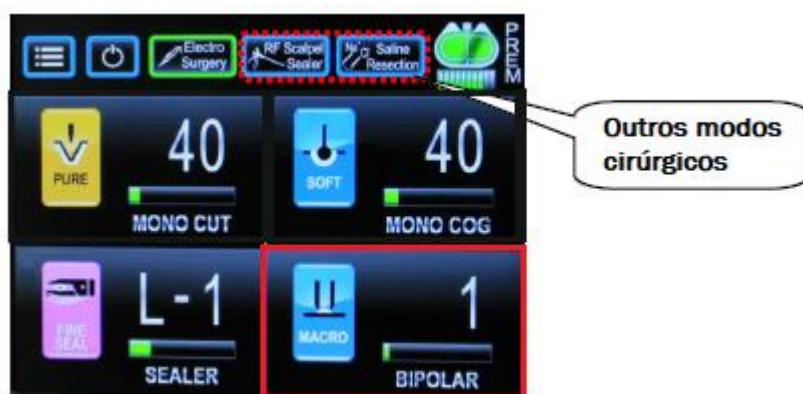 Electro
Surgery
RF Scalpel
Sealer
Saline
Resection
PREM
Outros modos
cirúrgicos
PURE
40
MONO CUT
SOFT
40
MONO COG
FINE
SEAL
L-1
SEALER
MACRO
1
BIPOLAR